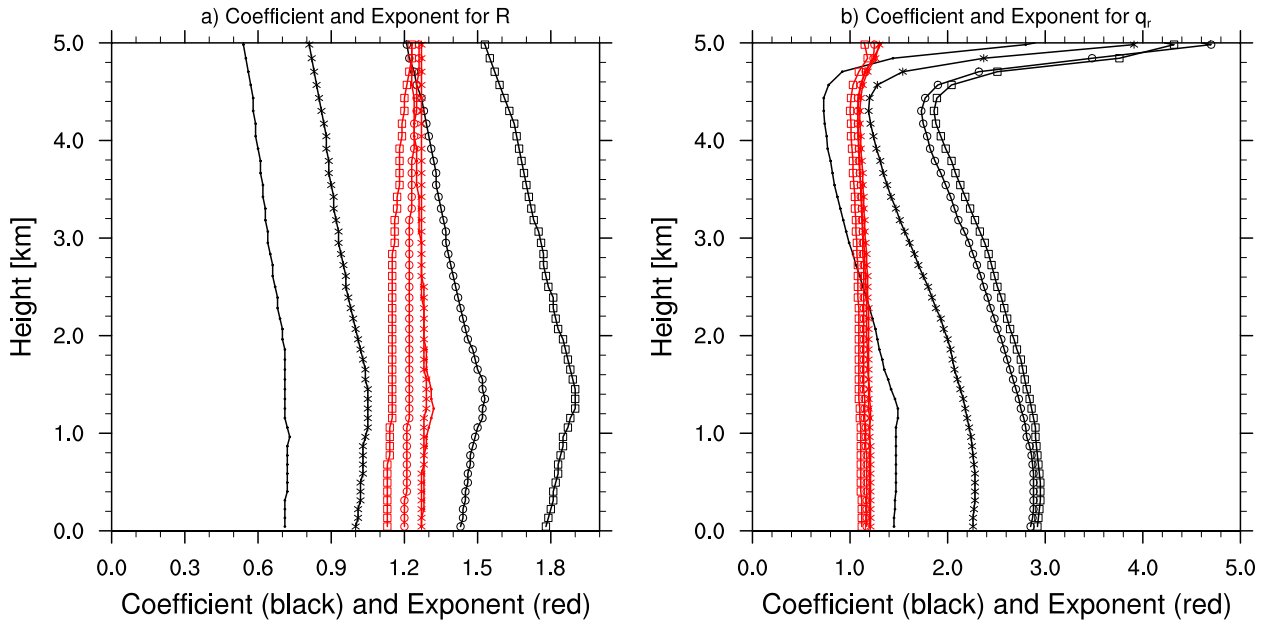 a) Coefficient and Exponent for R
5.0
4.0
3.0
2.0
1.0
0.0
Height [km]
0.0 0.3 0.6 0.9 1.2 1.5 1.8
Coefficient (black) and Exponent (red)
b) Coefficient and Exponent for qr
5.0
4.0
3.0
2.0
1.0
0.0
Height [km]
0.0 1.0 2.0 3.0 4.0 5.0
Coefficient (black) and Exponent (red)